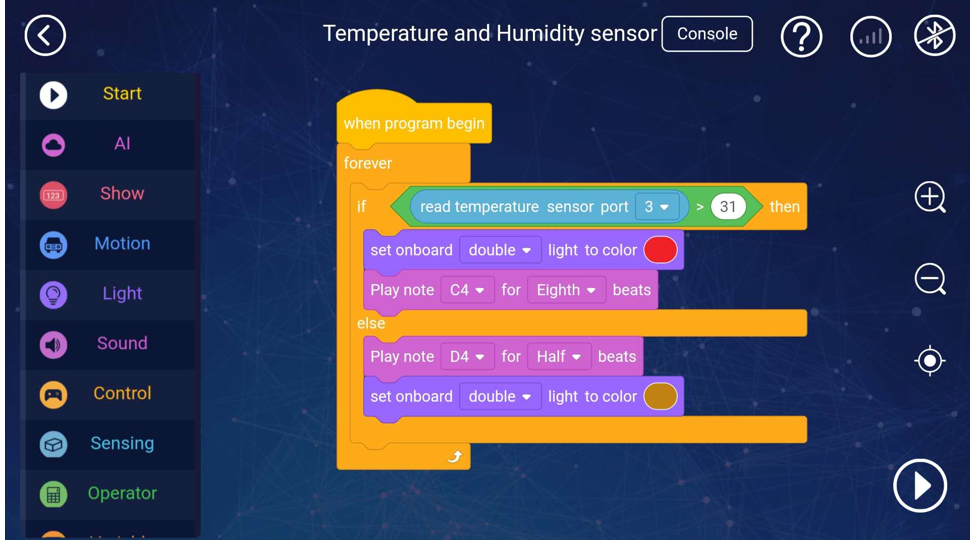 Temperature and Humidity sensor Console
?
Start
AI
123 Show
Motion
Light
Sound
Control
Sensing
Operator
when program begin
forever
if read temperature sensor port 3 > 31 then
set onboard double light to color
Play note C4 for Eighth beats
else
Play note D4 for Half beats
set onboard double light to color